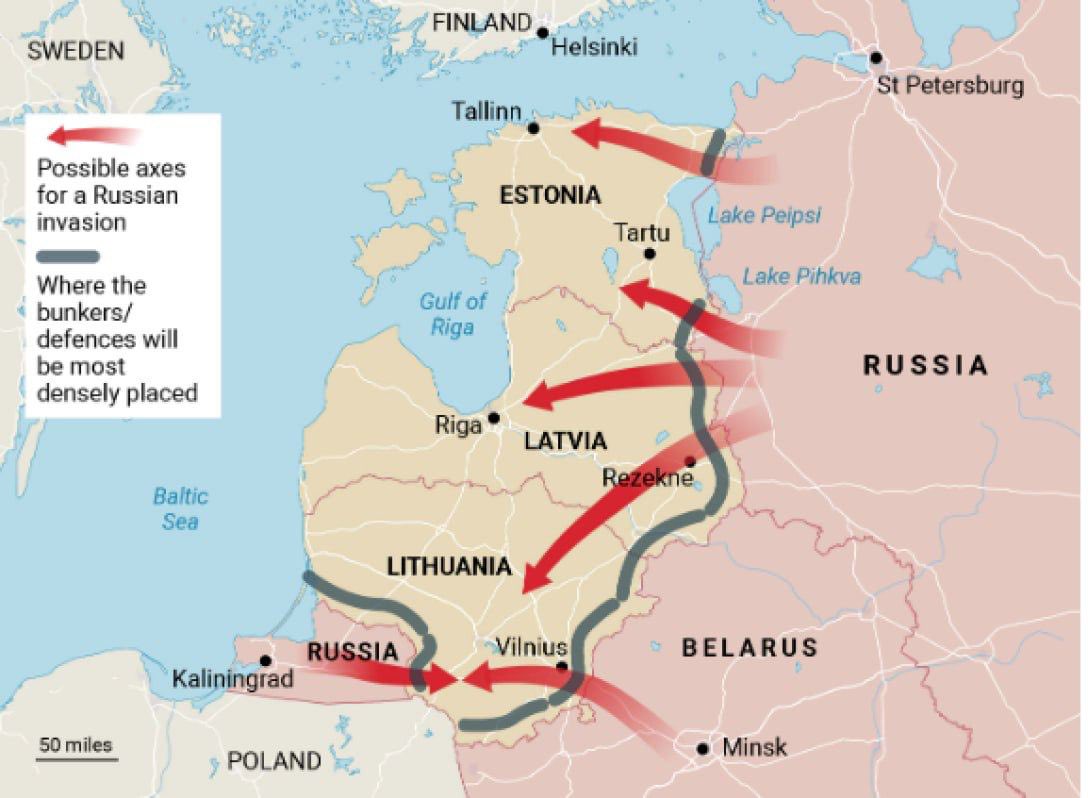 SWEDEN
FINLAND
Helsinki
St Petersburg
Tallinn
Possible axes
for a Russian
invasion
Where the
bunkers/
defences will
be most
densely placed
ESTONIA
Lake Peipsi
Tartu
Lake Pihkva
Gulf of
Riga
RUSSIA
Riga
LATVIA
Rezekne
Baltic
Sea
LITHUANIA
RUSSIA
Vilnius
BELARUS
Kaliningrad
50 miles
POLAND
Minsk